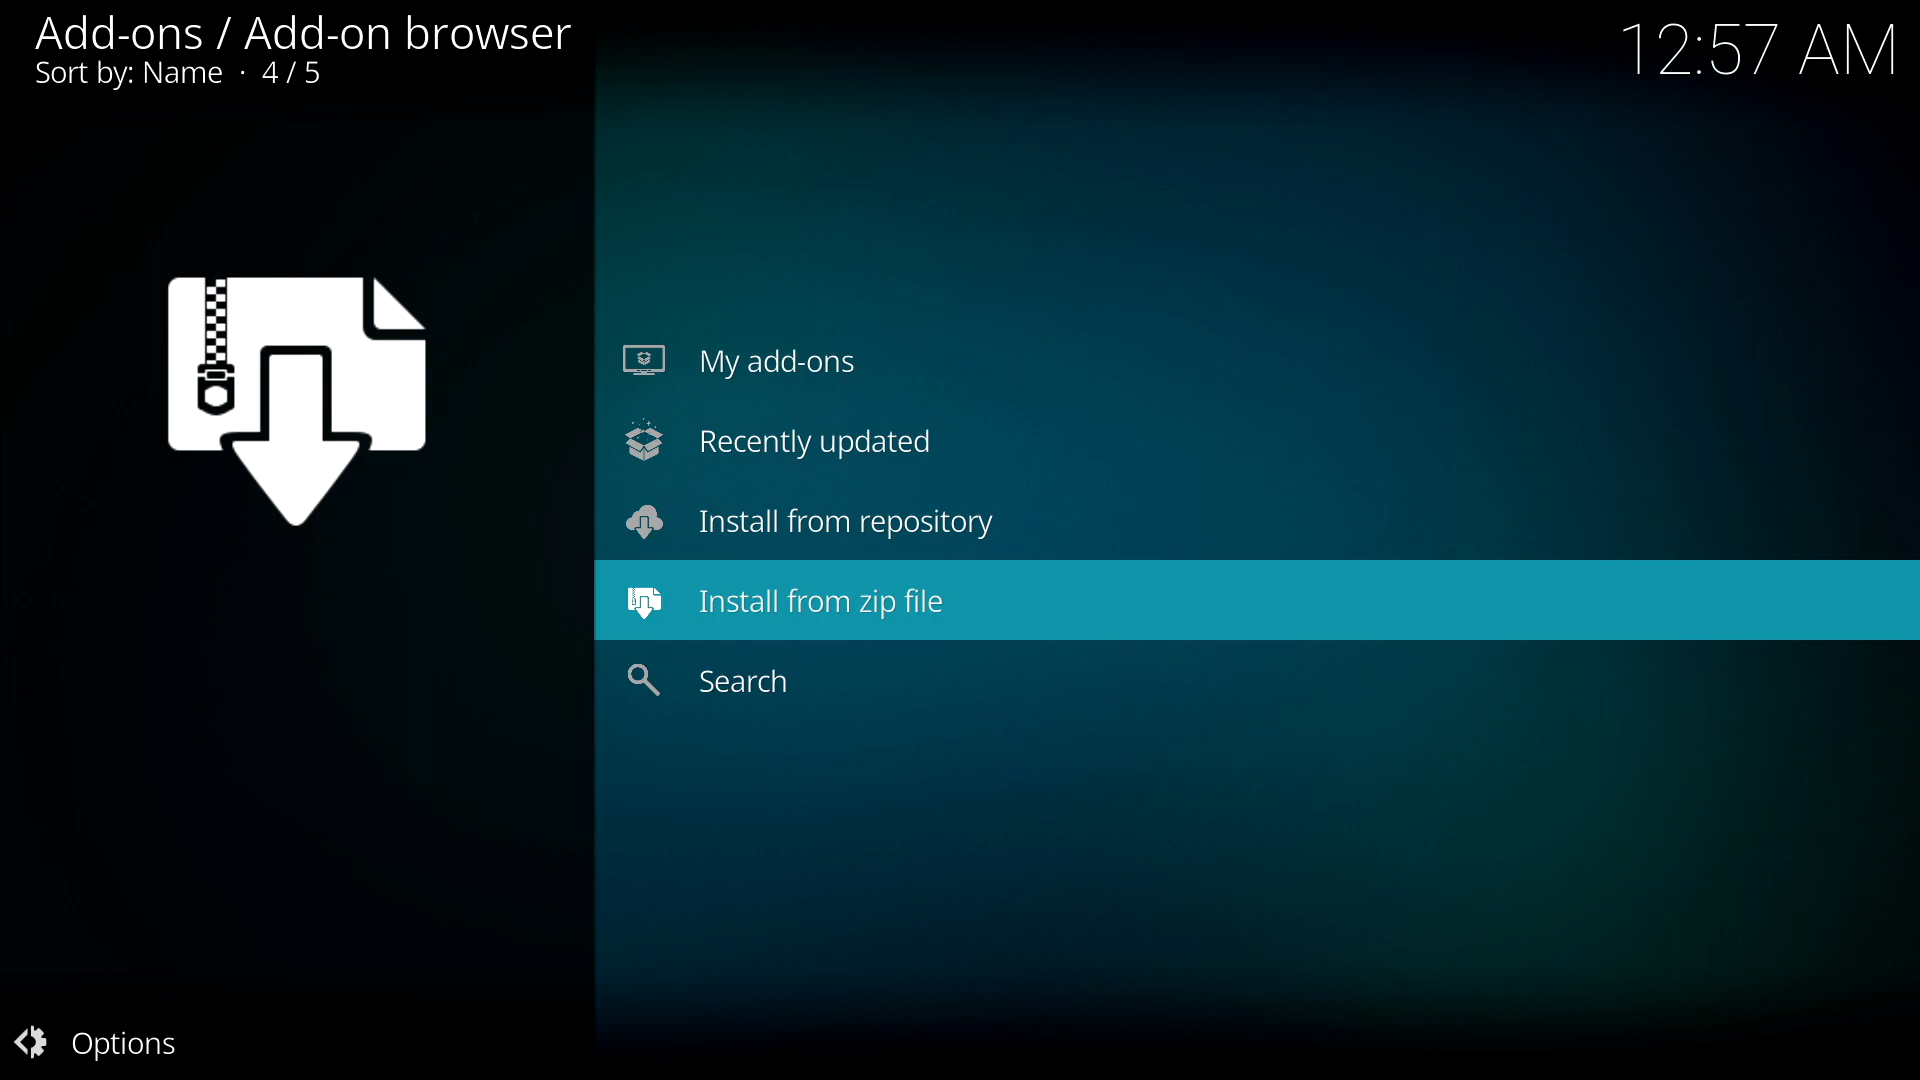 Add-ons / Add-on browser
Sort by: Name · 4 / 5
12:57 AM
My add-ons
Recently updated
Install from repository
Install from zip file
Search
Options